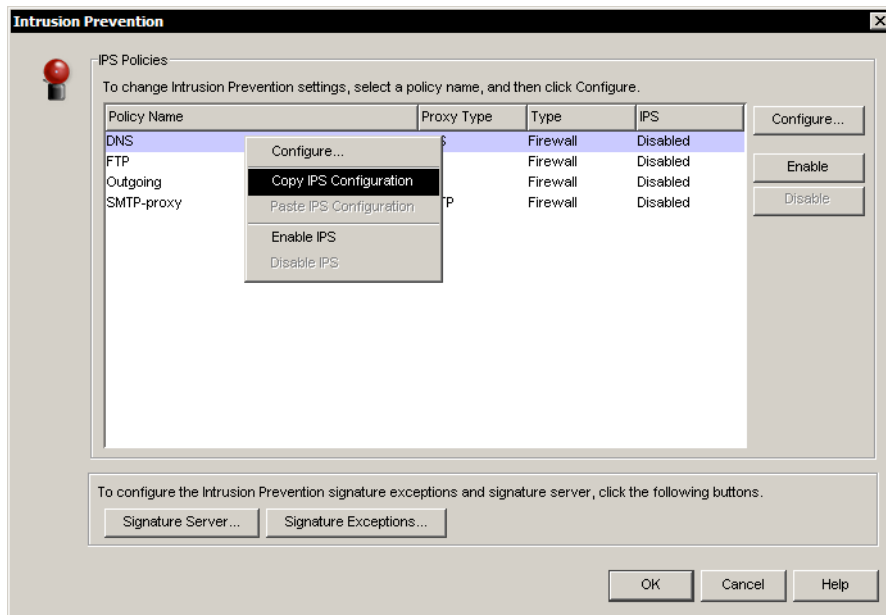 Intrusion Prevention
IPS Policies
To change Intrusion Prevention settings, select a policy name, and then click Configure.
Policy Name Proxy Type Type IPS
DNS S Firewall Disabled
FTP Firewall Disabled
Outgoing Firewall Disabled
SMTP-proxy TP Firewall Disabled
Configure...
Copy IPS Configuration
Paste IPS Configuration
Enable IPS
Disable IPS
Configure...
Enable
Disable
To configure the Intrusion Prevention signature exceptions and signature server, click the following buttons.
Signature Server... Signature Exceptions...
OK Cancel Help